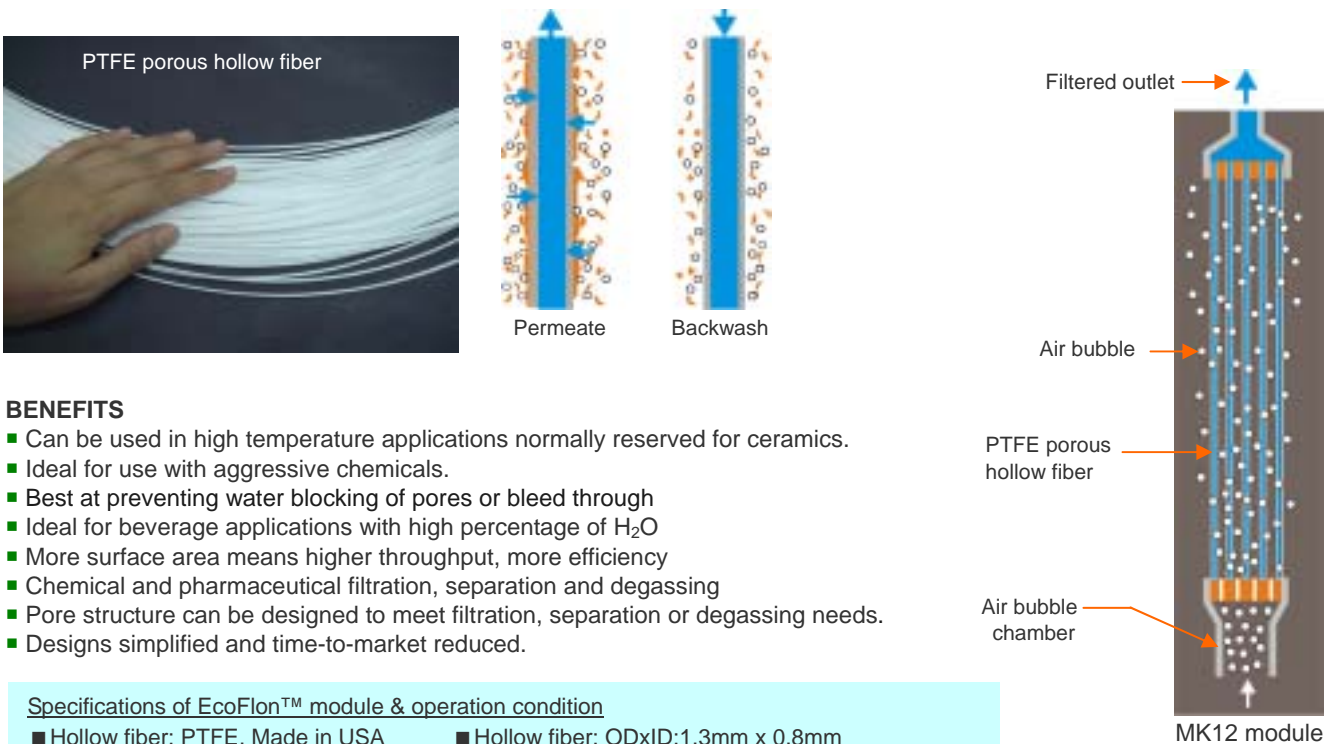 PTFE porous hollow fiber
Permeate
Backwash
Filtered outlet
Air bubble
PTFE porous
hollow fiber
Air bubble
chamber
MK12 module
BENEFITS
■ Can be used in high temperature applications normally reserved for ceramics.
■ Ideal for use with aggressive chemicals.
■ Best at preventing water blocking of pores or bleed through
■ Ideal for beverage applications with high percentage of H₂O
■ More surface area means higher throughput, more efficiency
■ Chemical and pharmaceutical filtration, separation and degassing
■ Pore structure can be designed to meet filtration, separation or degassing needs.
■ Designs simplified and time-to-market reduced.
Specifications of EcoFlon™ module & operation condition
■ Hollow fiber: PTFE, Made in USA ■ Hollow fiber: ODxID:1.3mm x 0.8mm